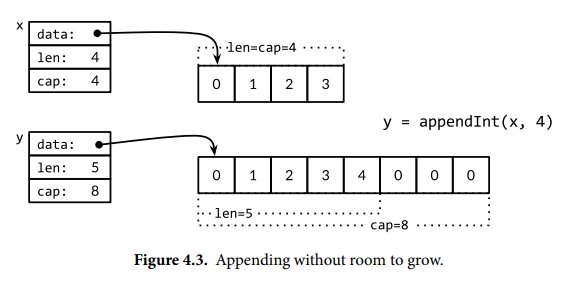 x
data:
len: 4
cap: 4
len=cap=4
0 1 2 3
y = appendInt(x, 4)
y
data:
len: 5
cap: 8
0 1 2 3 4 0 0 0
len=5
cap=8
Figure 4.3. Appending without room to grow.